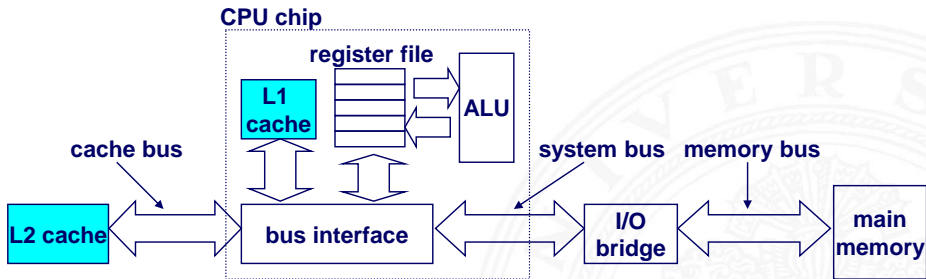 CPU chip
register file
L1
cache
ALU
cache bus
system bus
memory bus
L2 cache
bus interface
I/O
bridge
main
memory
VERS